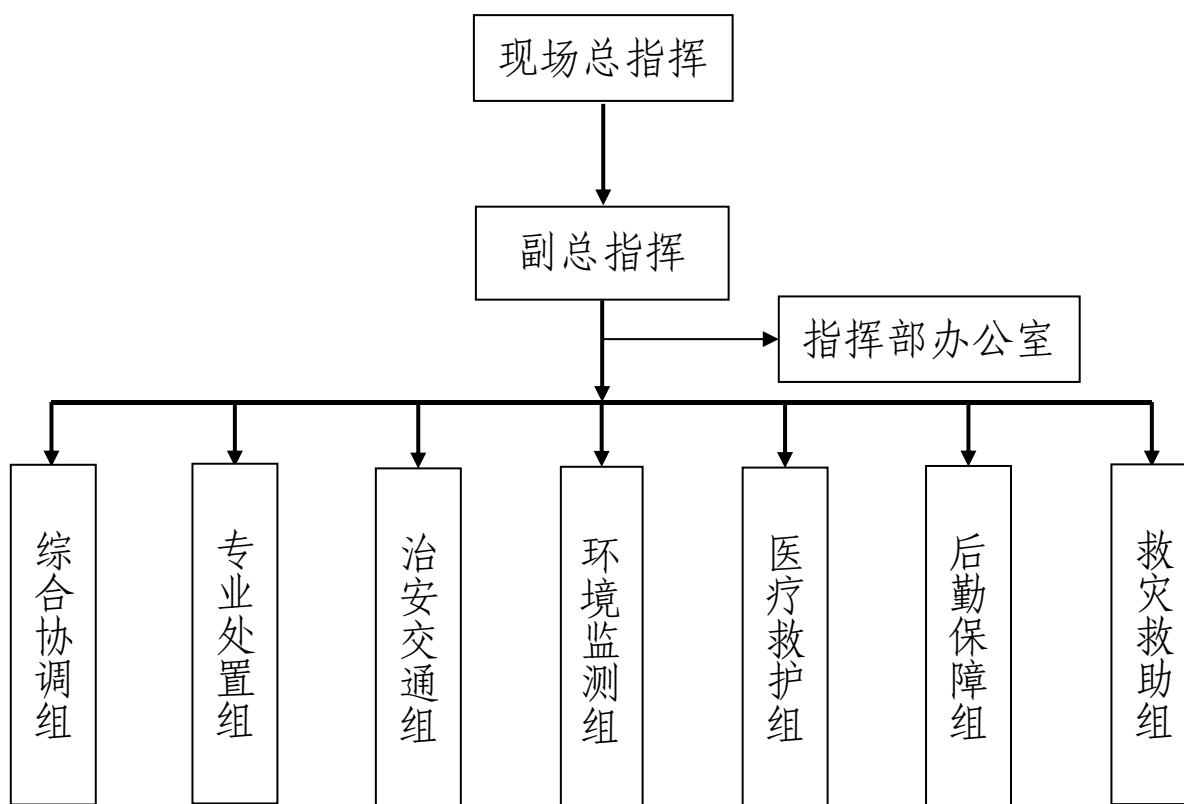 现场总指挥
副总指挥
指挥部办公室
综合协调组
专业处置组
治安交通组
环境监测组
医疗救护组
后勤保障组
救灾救助组